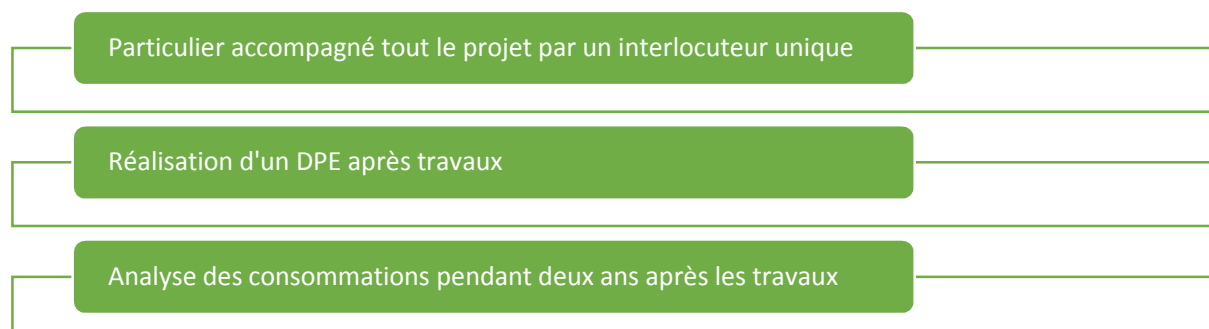 Particulier accompagné tout le projet par un interlocuteur unique
Réalisation d'un DPE après travaux
Analyse des consommations pendant deux ans après les travaux